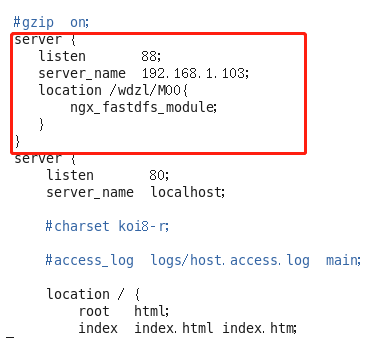 #gzip  on;
server {
   listen       88;
   server_name  192.168.1.103;
   location /wdzl/M00{
       ngx_fastdfs_module;
   }
}
server {
    listen       80;
    server_name  localhost;
    #charset koi8-r;
    #access_log  logs/host.access.log  main;
    location / {
        root   html;
        index  index.html index.htm;